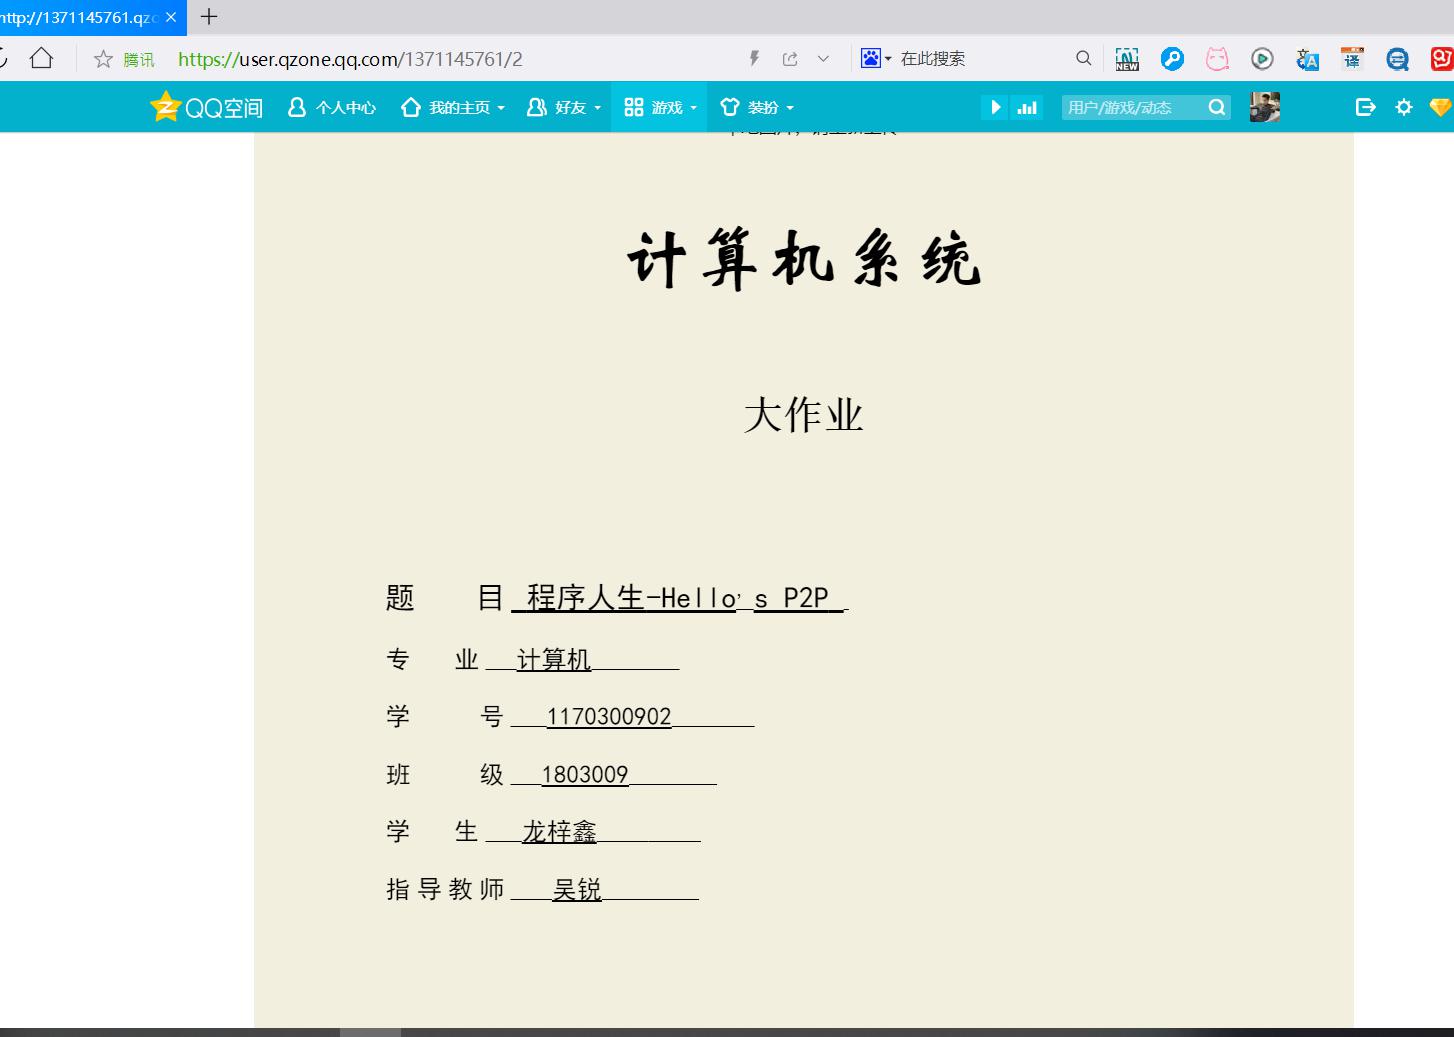 http://1371145761.qzo
腾讯 https://user.qzone.qq.com/1371145761/2 在此搜索 NEW 译
QQ空间 个人中心 我的主页 好友 游戏 装扮 用户/游戏/动态
计算机系统
大作业
题 目 程序人生-Hello’s P2P
专 业 计算机
学 号 1170300902
班 级 1803009
学 生 龙梓鑫
指导教师 吴锐